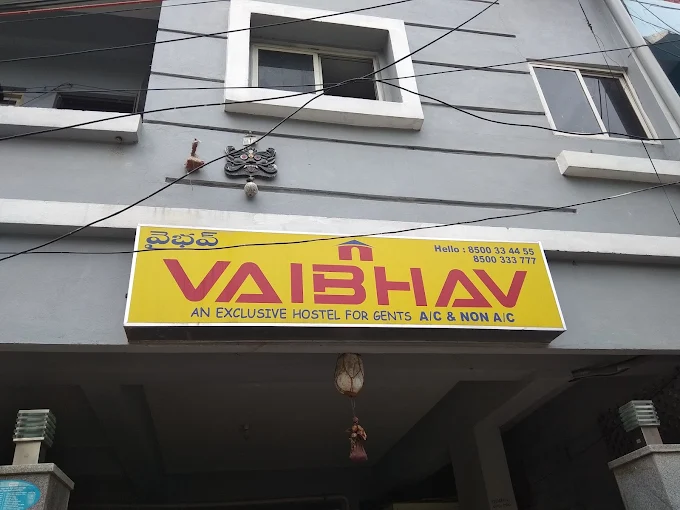 వైభవ్
Hello : 8500 33 44 55
8500 333 777
VAIBHAV
AN EXCLUSIVE HOSTEL FOR GENTS A/C & NON A/C